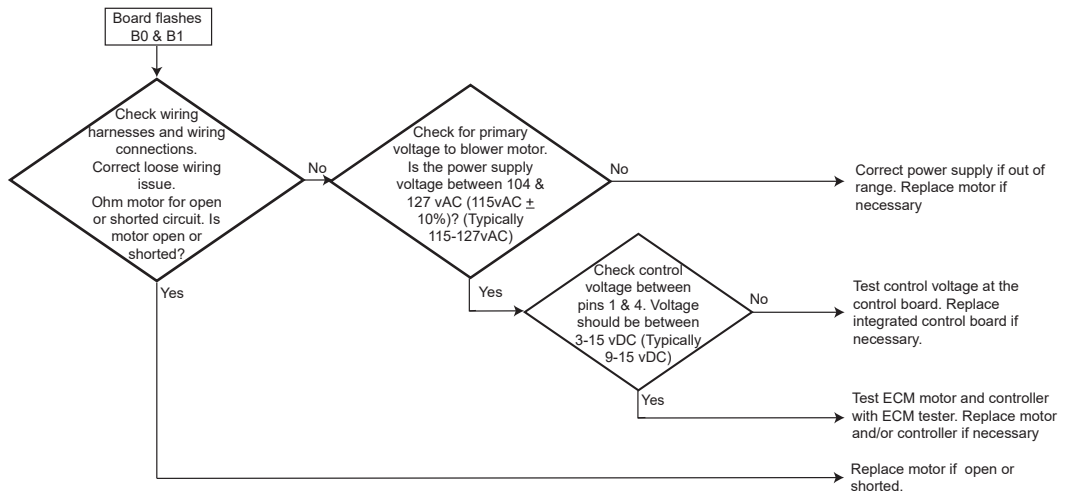 Board flashes
B0 & B1
Check wiring
harnesses and wiring
connections.
Correct loose wiring
issue.
Ohm motor for open
or shorted circuit. Is
motor open or
shorted?
No
Yes
Check for primary
voltage to blower motor.
Is the power supply
voltage between 104 &
127 vAC (115vAC ±
10%)? (Typically
115-127vAC)
No
Yes
Correct power supply if out of
range. Replace motor if
necessary
Check control
voltage between
pins 1 & 4. Voltage
should be between
3-15 vDC (Typically
9-15 vDC)
No
Yes
Test control voltage at the
control board. Replace
integrated control board if
necessary.
Test ECM motor and controller
with ECM tester. Replace motor
and/or controller if necessary
Replace motor if open or
shorted.